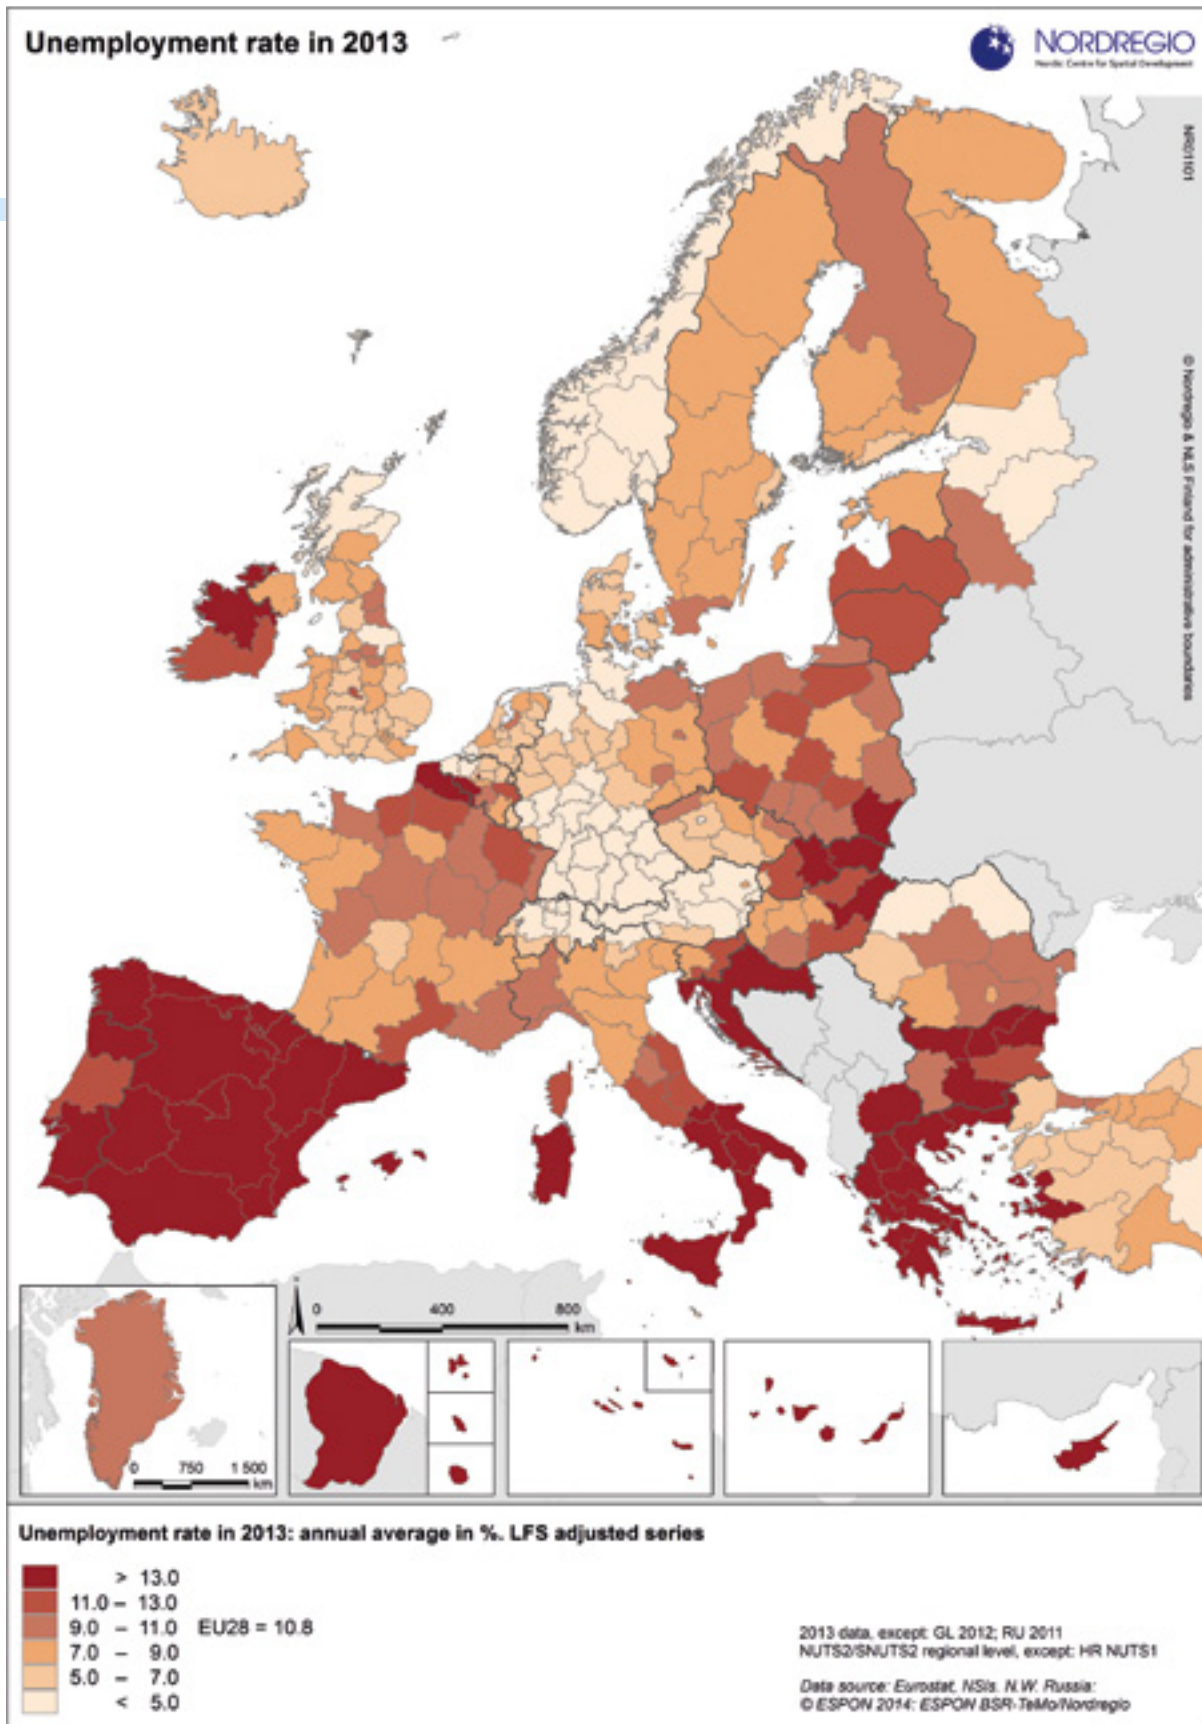 Unemployment rate in 2013
NORDREGIO
Nordic Centre for Spatial Development
NR01101
© Nordregio & NLS Finland for administrative boundaries
0 400 800
km
0 750 1 500
km
Unemployment rate in 2013: annual average in %. LFS adjusted series
> 13.0
11.0 – 13.0
9.0 – 11.0 EU28 = 10.8
7.0 – 9.0
5.0 – 7.0
< 5.0
2013 data, except: GL 2012; RU 2011
NUTS2/SNUTS2 regional level, except: HR NUTS1
Data source: Eurostat, NSIs. N.W. Russia:
© ESPON 2014: ESPON BSR-TeMo/Nordregio